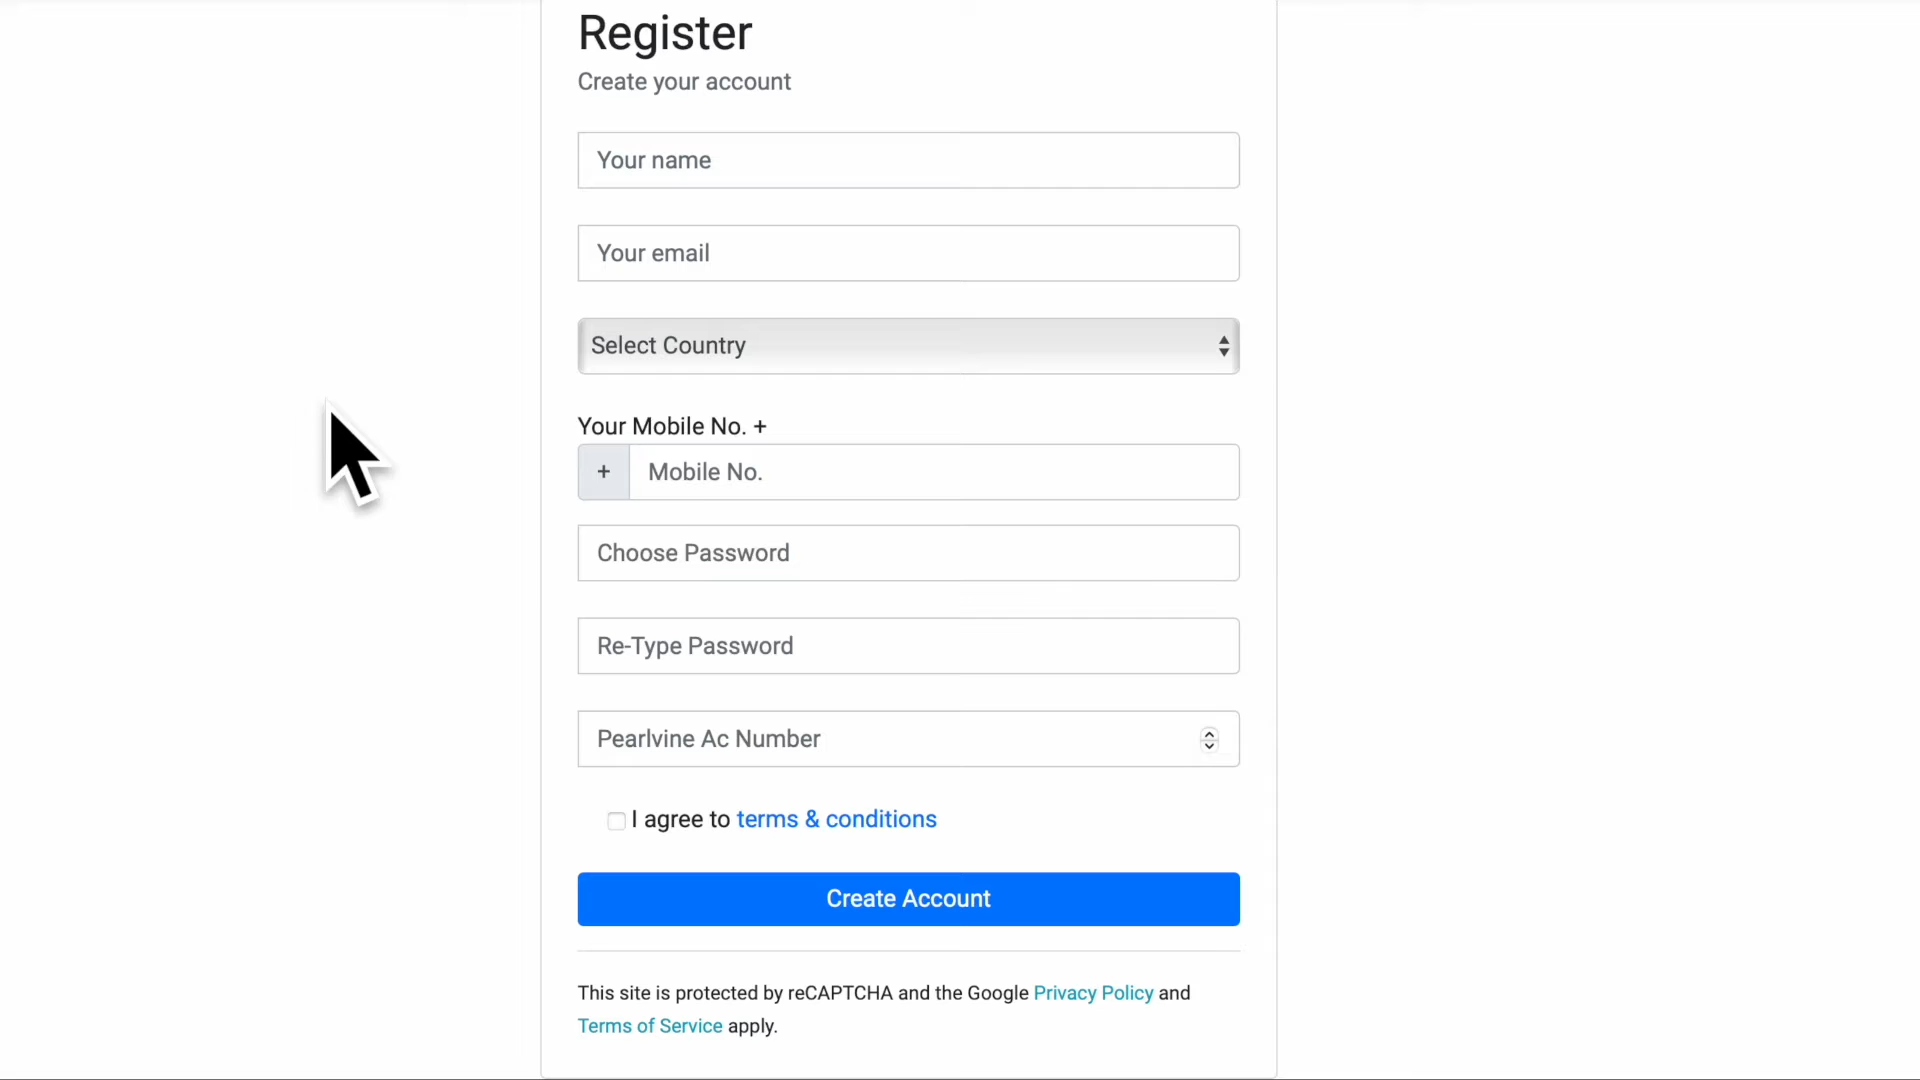 Register
Create your account
Your name
Your email
Select Country
Your Mobile No. +
+ Mobile No.
Choose Password
Re-Type Password
Pearlvine Ac Number
I agree to terms & conditions
Create Account
This site is protected by reCAPTCHA and the Google Privacy Policy and
Terms of Service apply.